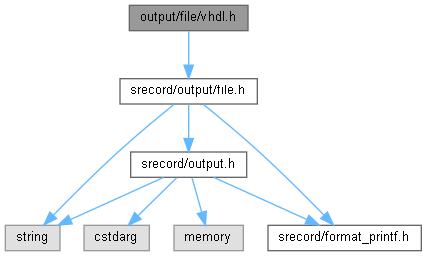 output/file/vhdl.h
srecord/output/file.h
srecord/output.h
string
cstdarg
memory
srecord/format_printf.h